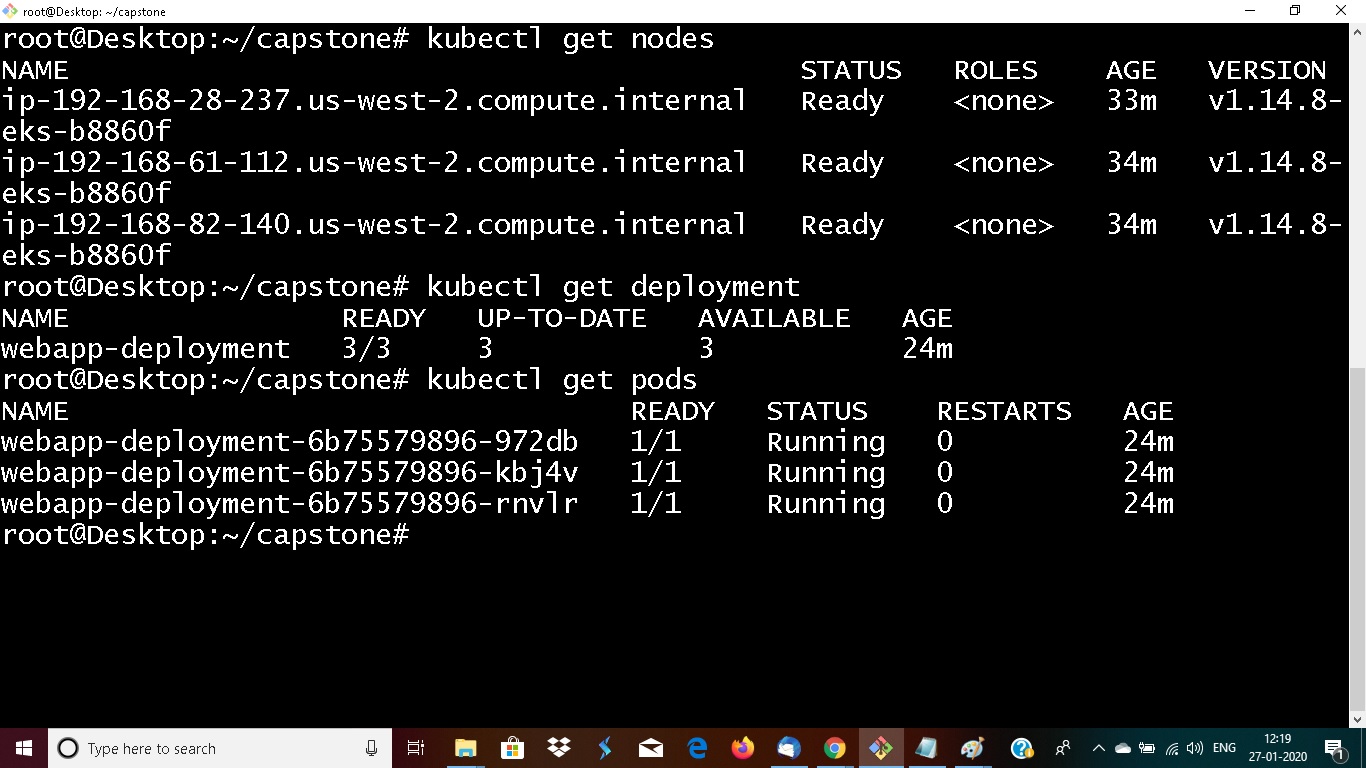 root@Desktop: ~/capstone
root@Desktop:~/capstone# kubectl get nodes
NAME STATUS ROLES AGE VERSION
ip-192-168-28-237.us-west-2.compute.internal Ready <none> 33m v1.14.8-
eks-b8860f
ip-192-168-61-112.us-west-2.compute.internal Ready <none> 34m v1.14.8-
eks-b8860f
ip-192-168-82-140.us-west-2.compute.internal Ready <none> 34m v1.14.8-
eks-b8860f
root@Desktop:~/capstone# kubectl get deployment
NAME READY UP-TO-DATE AVAILABLE AGE
webapp-deployment 3/3 3 3 24m
root@Desktop:~/capstone# kubectl get pods
NAME READY STATUS RESTARTS AGE
webapp-deployment-6b75579896-972db 1/1 Running 0 24m
webapp-deployment-6b75579896-kbj4v 1/1 Running 0 24m
webapp-deployment-6b75579896-rnvlr 1/1 Running 0 24m
root@Desktop:~/capstone#
Type here to search
ENG
12:19
27-01-2020
1